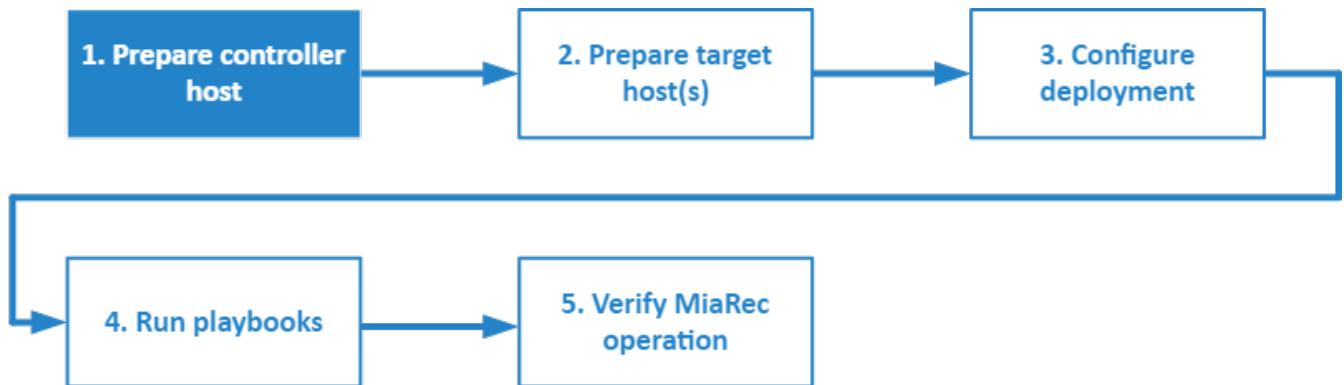 1. Prepare controller
host
2. Prepare target
host(s)
3. Configure
deployment
4. Run playbooks
5. Verify MiaRec
operation